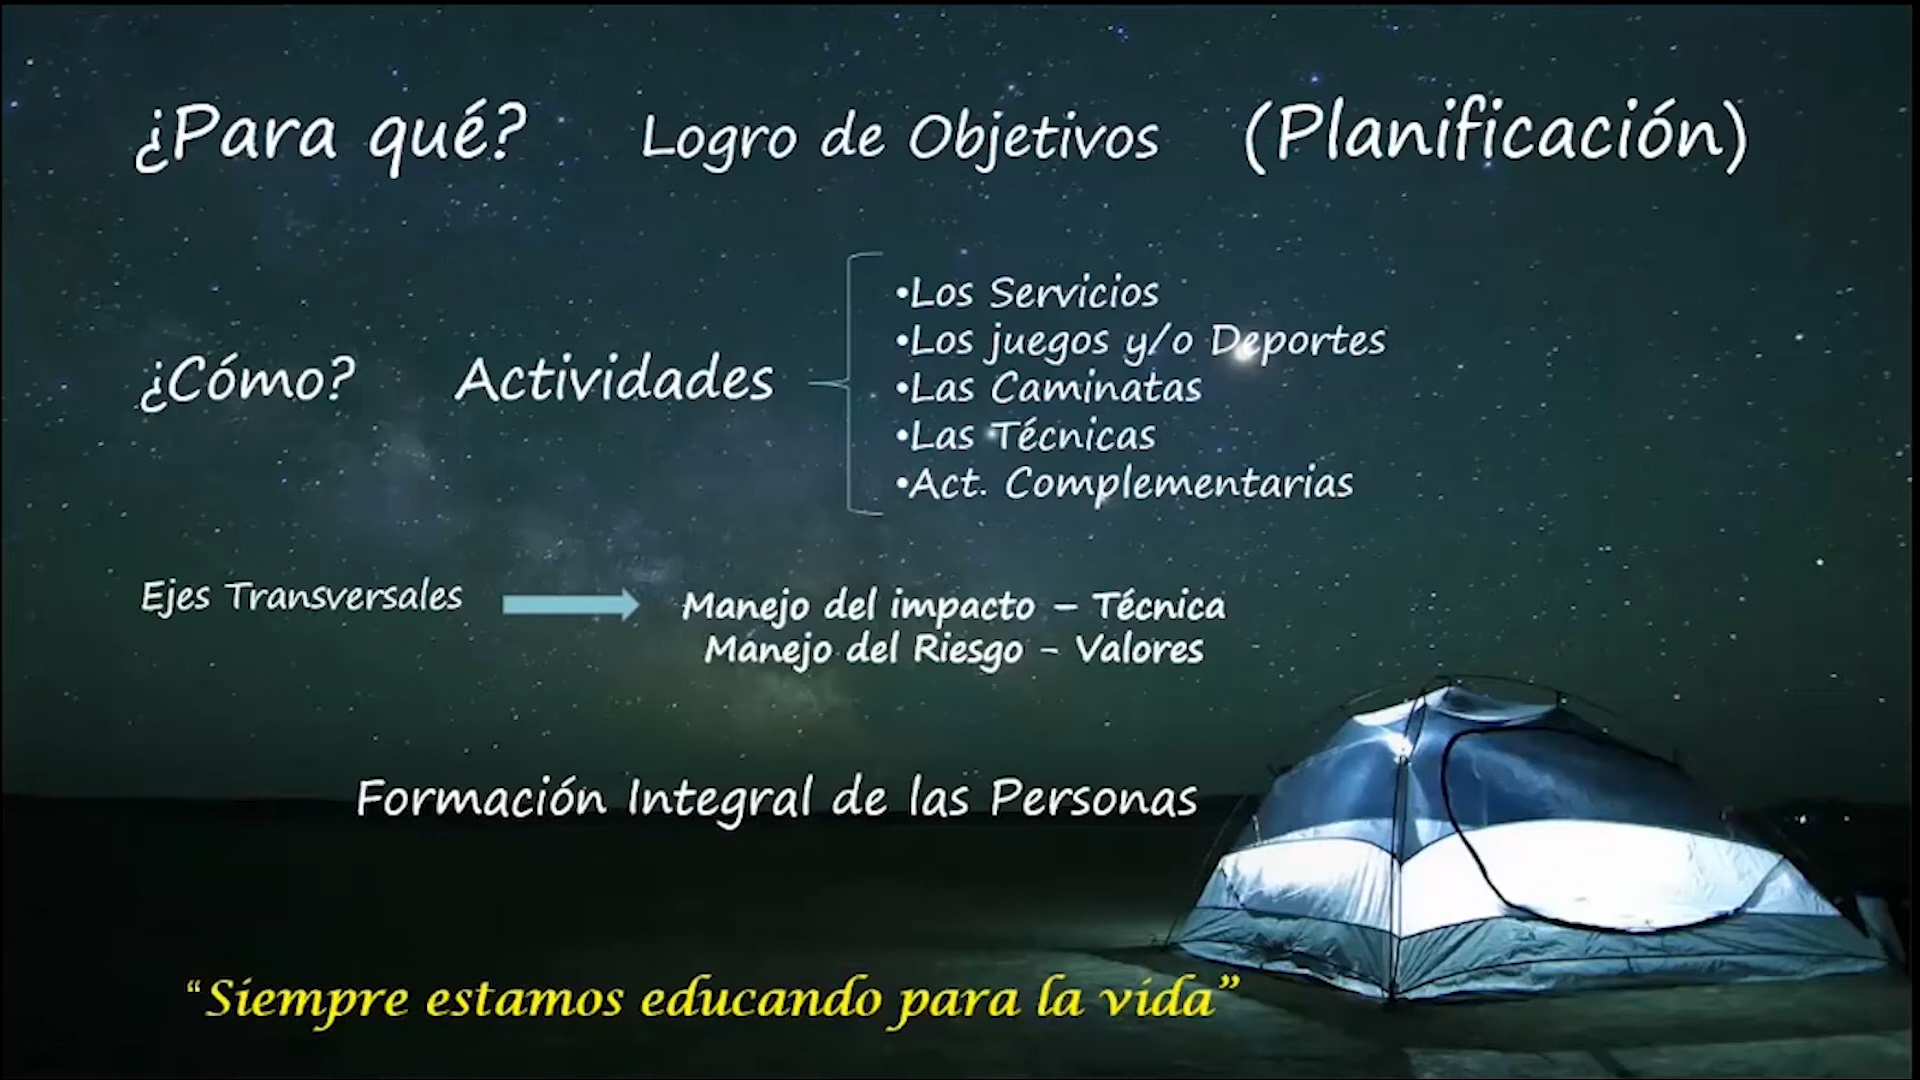 ¿Para qué? Logro de Objetivos (Planificación)
•Los Servicios
•Los juegos y/o Deportes
¿Cómo? Actividades
•Las Caminatas
•Las Técnicas
•Act. Complementarias
Ejes Transversales
Manejo del impacto – Técnica
Manejo del Riesgo - Valores
Formación Integral de las Personas
“Siempre estamos educando para la vida”